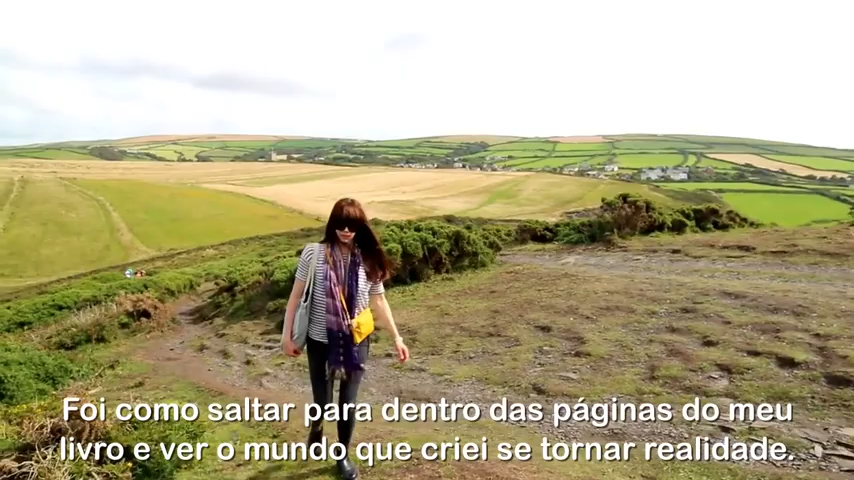 Foi como saltar para dentro das páginas do meu
livro e ver o mundo que criei se tornar realidade.